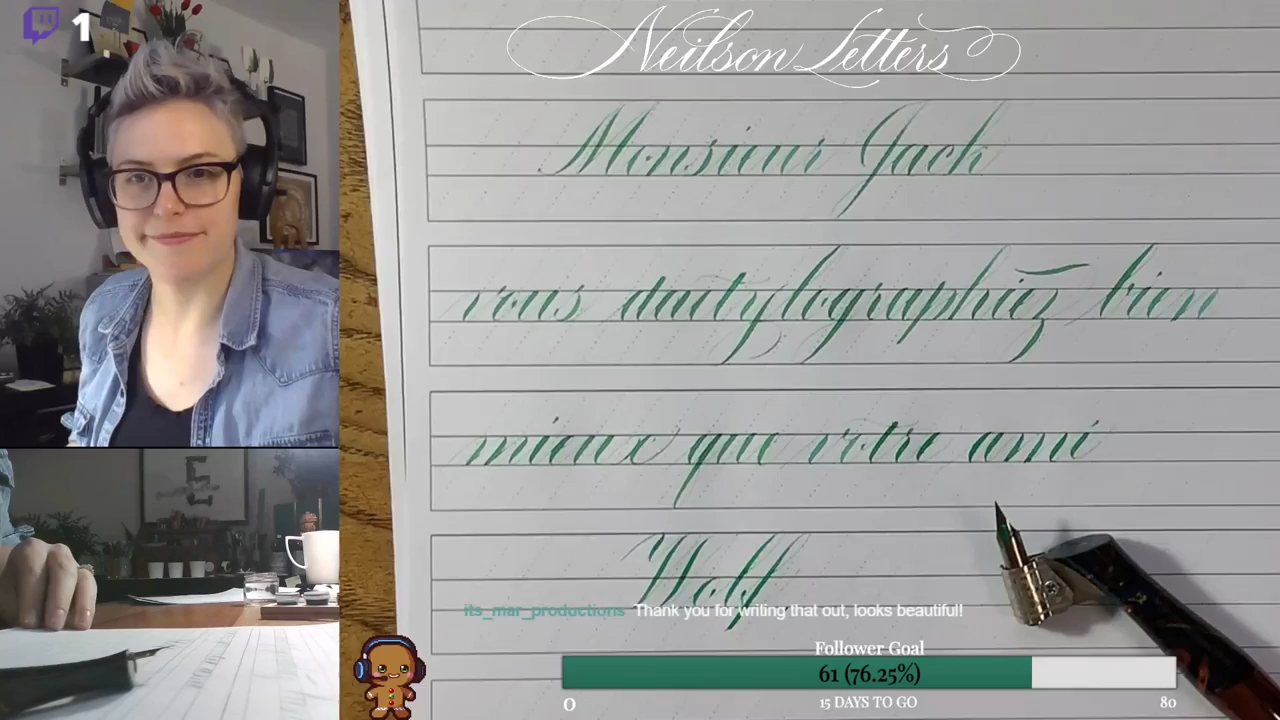 1
Neilson Letters
Monsieur Jack
vous dactylographiez bien
mieux que votre ami
Wolf
its_mar_productions Thank you for writing that out, looks beautiful!
Follower Goal
61 (76.25%)
0 15 DAYS TO GO 80
E